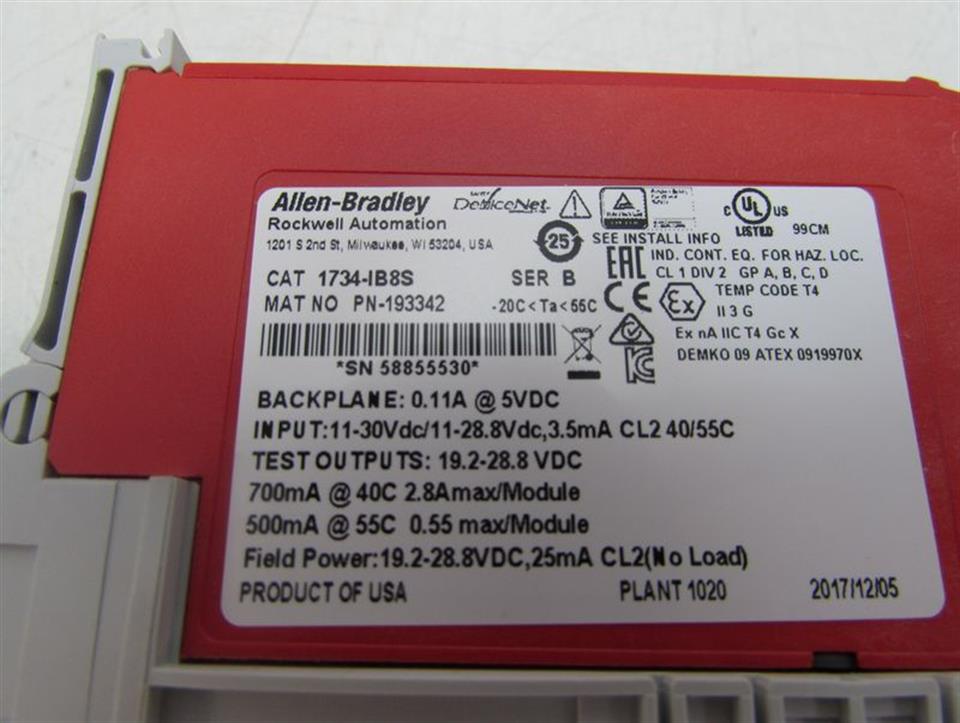 Allen-Bradley
DeviceNet
Rockwell Automation
1201 S 2nd St, Milwaukee, WI 53204, USA
25
SEE INSTALL INFO
C UL US
LISTED
99CM
CAT 1734-IB8S
SER B
MAT NO PN-193342
-20C < Ta < 55C
EAC
IND. CONT. EQ. FOR HAZ. LOC.
CL 1 DIV 2 GP A, B, C, D
TEMP CODE T4
CE
Ex
II 3 G
Ex nA IIC T4 Gc X
DEMKO 09 ATEX 0919970X
*SN 58855530*
BACKPLANE: 0.11A @ 5VDC
INPUT:11-30Vdc/11-28.8Vdc,3.5mA CL2 40/55C
TEST OUTPUTS: 19.2-28.8 VDC
700mA @ 40C 2.8Amax/Module
500mA @ 55C 0.55 max/Module
Field Power:19.2-28.8VDC,25mA CL2(No Load)
PRODUCT OF USA
PLANT 1020
2017/12/05